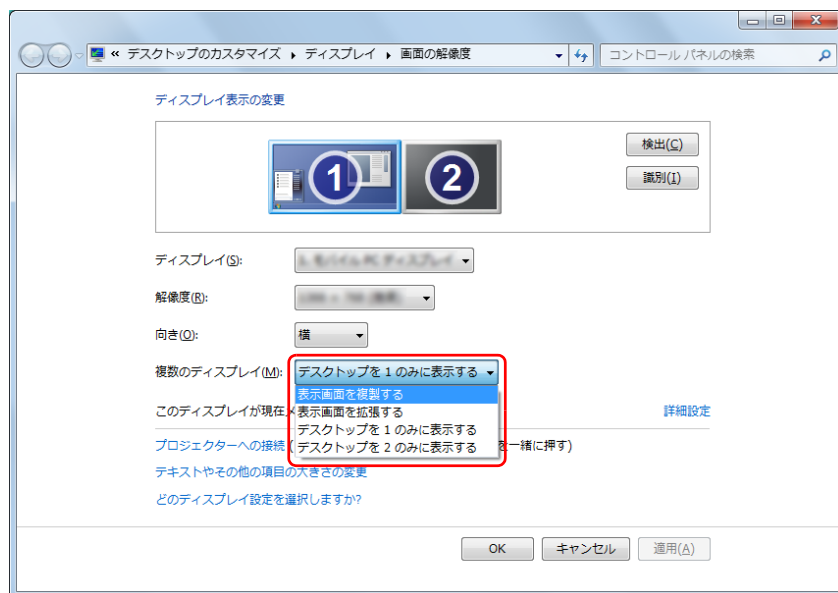 « デスクトップのカスタマイズ ▸ ディスプレイ ▸ 画面の解像度
コントロール パネルの検索
ディスプレイ表示の変更
1 2
検出(C)
識別(I)
ディスプレイ(S):
解像度(R):
向き(O): 横
複数のディスプレイ(M): デスクトップを 1 のみに表示する
表示画面を複製する
表示画面を拡張する
デスクトップを 1 のみに表示する
デスクトップを 2 のみに表示する
このディスプレイが現在
詳細設定
プロジェクターへの接続 ( を一緒に押す)
テキストやその他の項目の大きさの変更
どのディスプレイ設定を選択しますか?
OK キャンセル 適用(A)